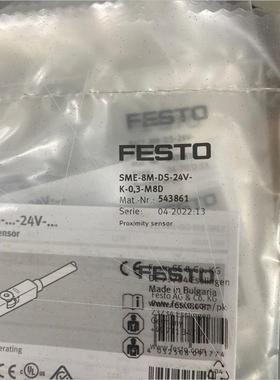 FESTO
SME-8M-DS-24V-
K-0,3-M8D
Mat.-Nr.: 543861
Serie: 04-2022:13
Proximity sensor
-...-24V-...
ensor
FESTO
Made in Bulgaria
Festo AG & Co. KG
erating